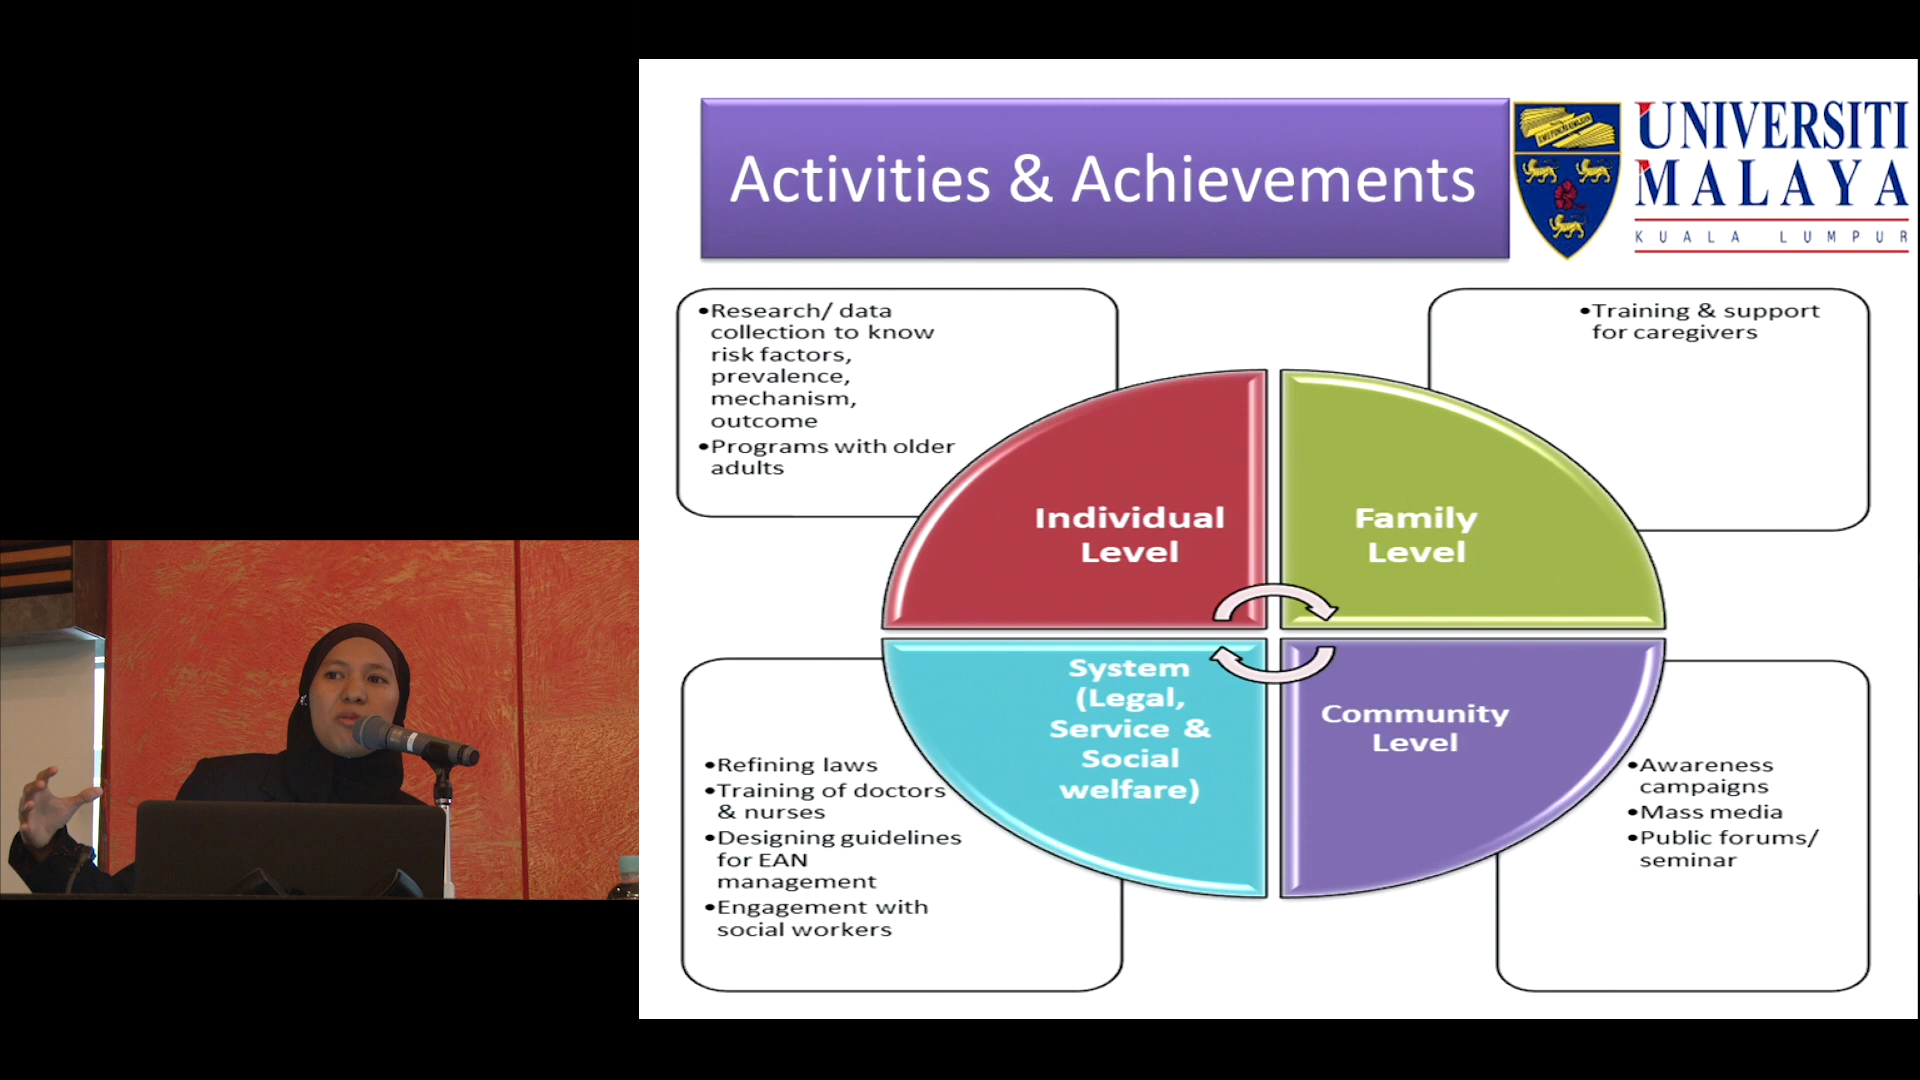 Activities & Achievements
UNIVERSITI
MALAYA
KUALA LUMPUR
•Research/ data
collection to know
risk factors,
prevalence,
mechanism,
outcome
•Programs with older
adults
•Training & support
for caregivers
Individual
Level
Family
Level
System
(Legal,
Service &
Social
welfare)
Community
Level
•Refining laws
•Training of doctors
& nurses
•Designing guidelines
for EAN
management
•Engagement with
social workers
•Awareness
campaigns
•Mass media
•Public forums/
seminar